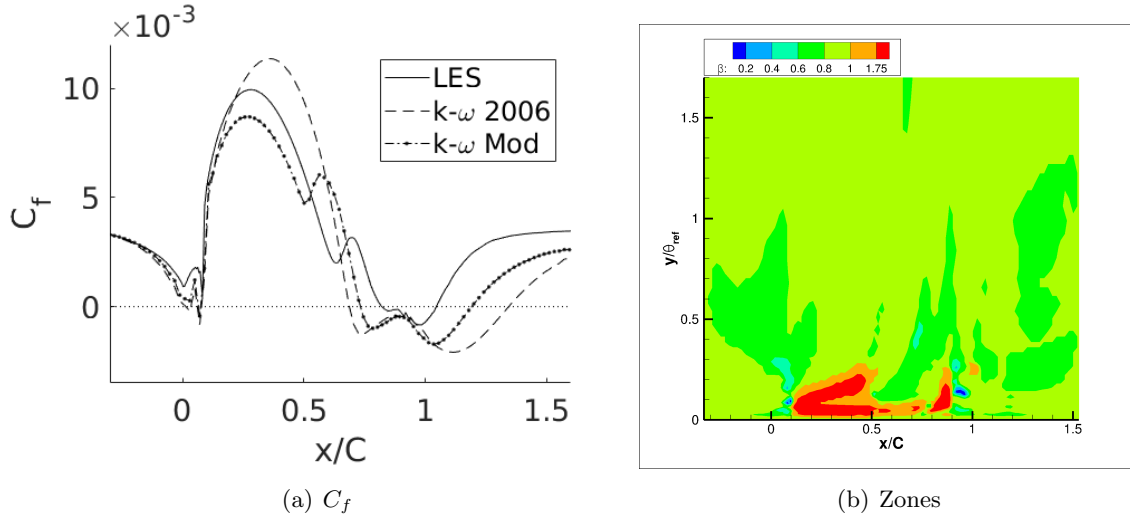 ×10⁻³
10
5
0
C_f
0 0.5 1 1.5
x/C
LES
k-ω 2006
k-ω Mod
(a) C_f
β: 0.2 0.4 0.6 0.8 1 1.75
1.5
1
0.5
0
y/θ_ref
0 0.5 1 1.5
x/C
(b) Zones